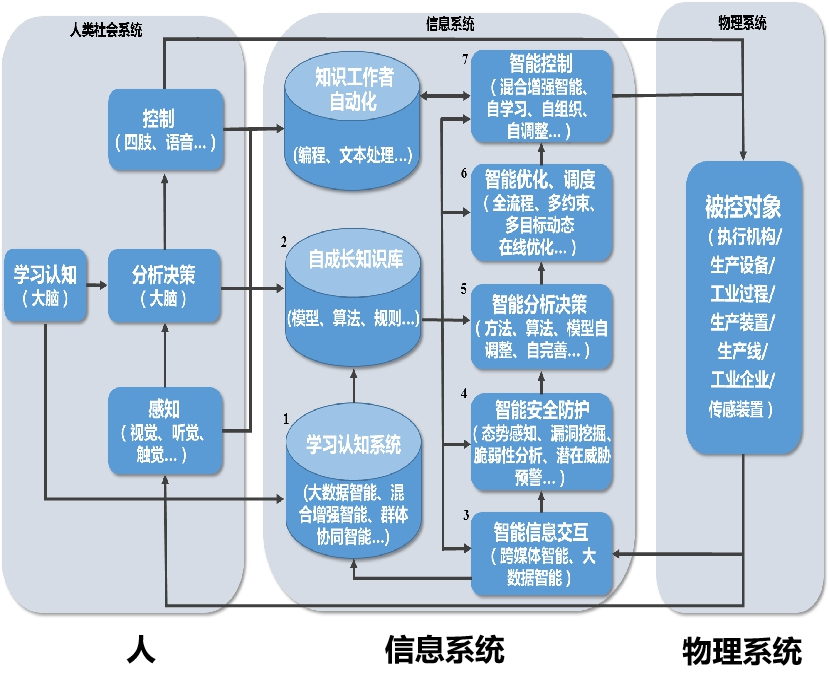 人类社会系统
信息系统
物理系统
控制
（四肢、语音...）
学习认知
（大脑）
分析决策
（大脑）
感知
（视觉、听觉、
触觉...）
知识工作者
自动化
(编程、文本处理...)
2
自成长知识库
(模型、算法、规则...)
1
学习认知系统
(大数据智能、混
合增强智能、群体
协同智能...)
7
智能控制
（混合增强智能、
自学习、自组织、
自调整...）
6
智能优化、调度
（全流程、多约束、
多目标动态
在线优化...）
5
智能分析决策
（方法、算法、模型自
调整、自完善...）
4
智能安全防护
（态势感知、漏洞挖掘、
脆弱性分析、潜在威胁
预警...）
3
智能信息交互
（跨媒体智能、大
数据智能）
被控对象
（执行机构/
生产设备/
工业过程/
生产装置/
生产线/
工业企业/
传感装置）
人
信息系统
物理系统